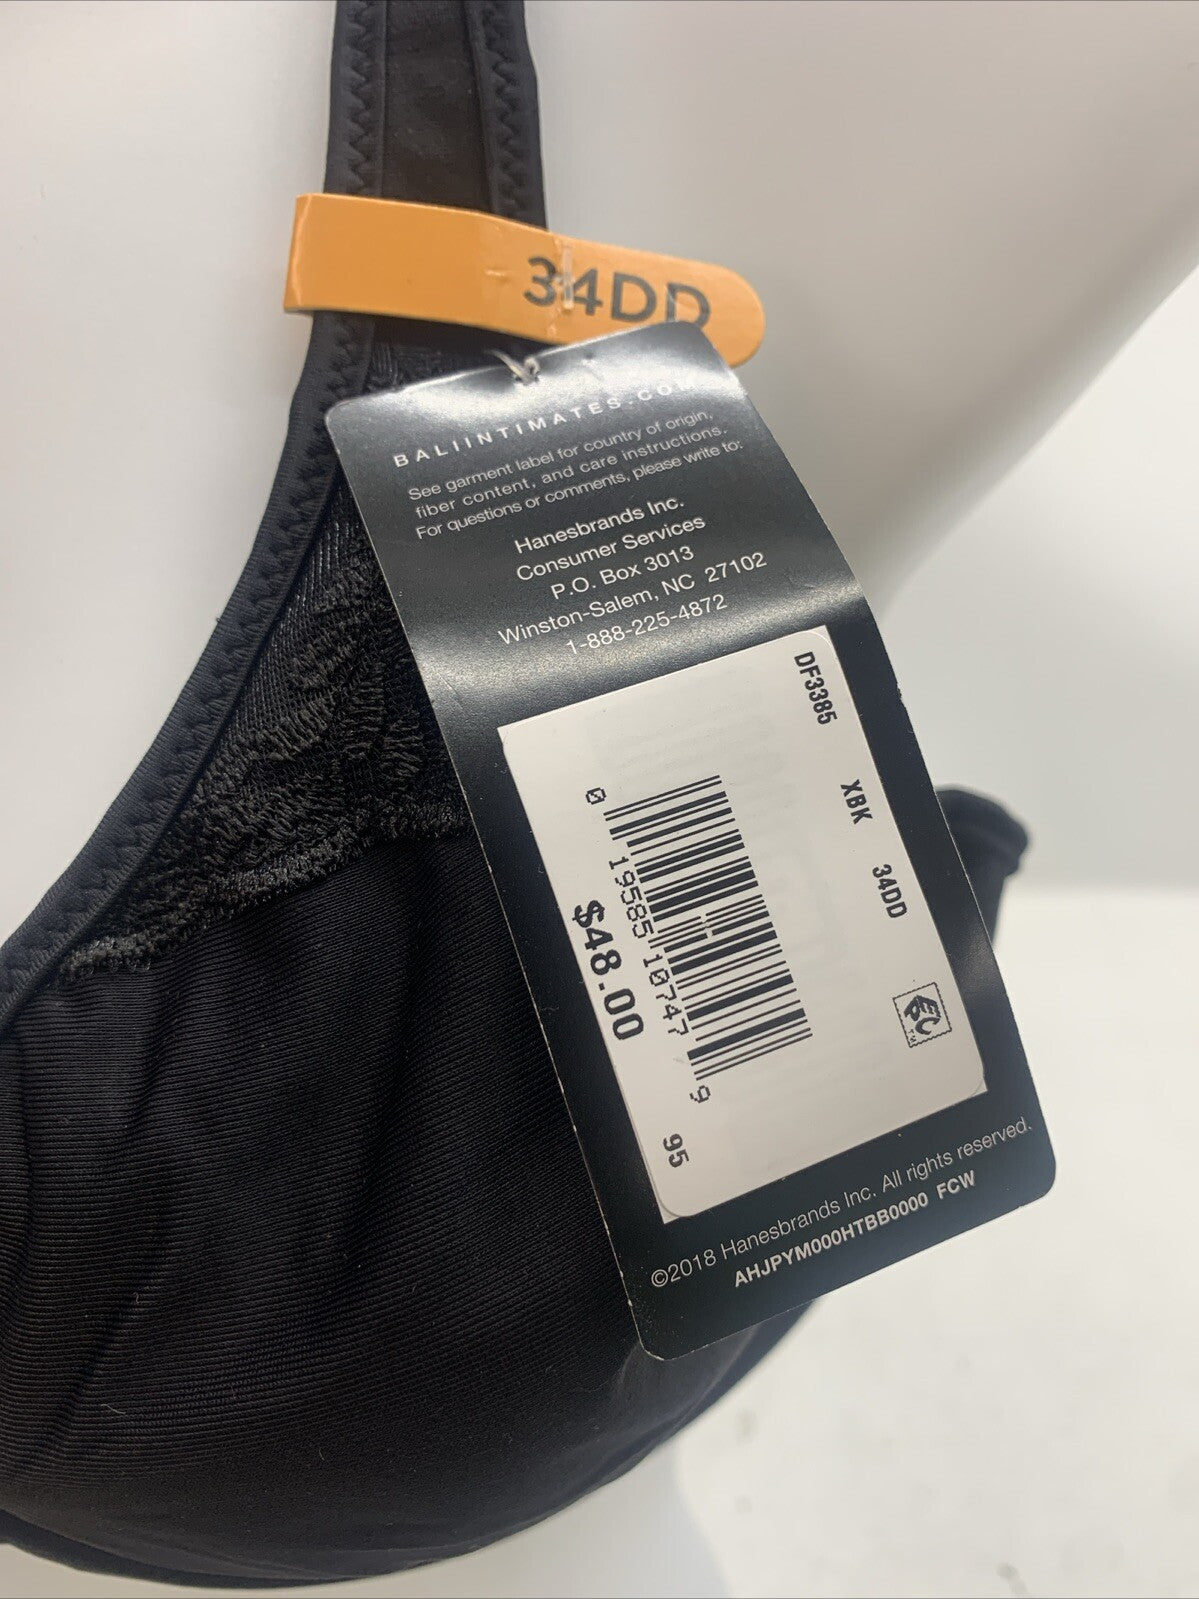 34DD
BALIINTIMATES.CO
See garment label for country of origin,
fiber content, and care instructions.
For questions or comments, please write to:
Hanesbrands Inc.
Consumer Services
P.O. Box 3013
Winston-Salem, NC 27102
1-888-225-4872
DF3385 XBK 34DD
0 19585 10747 9
$48.00 95
©2018 Hanesbrands Inc. All rights reserved.
AHJPYM000HTBB0000 FCW